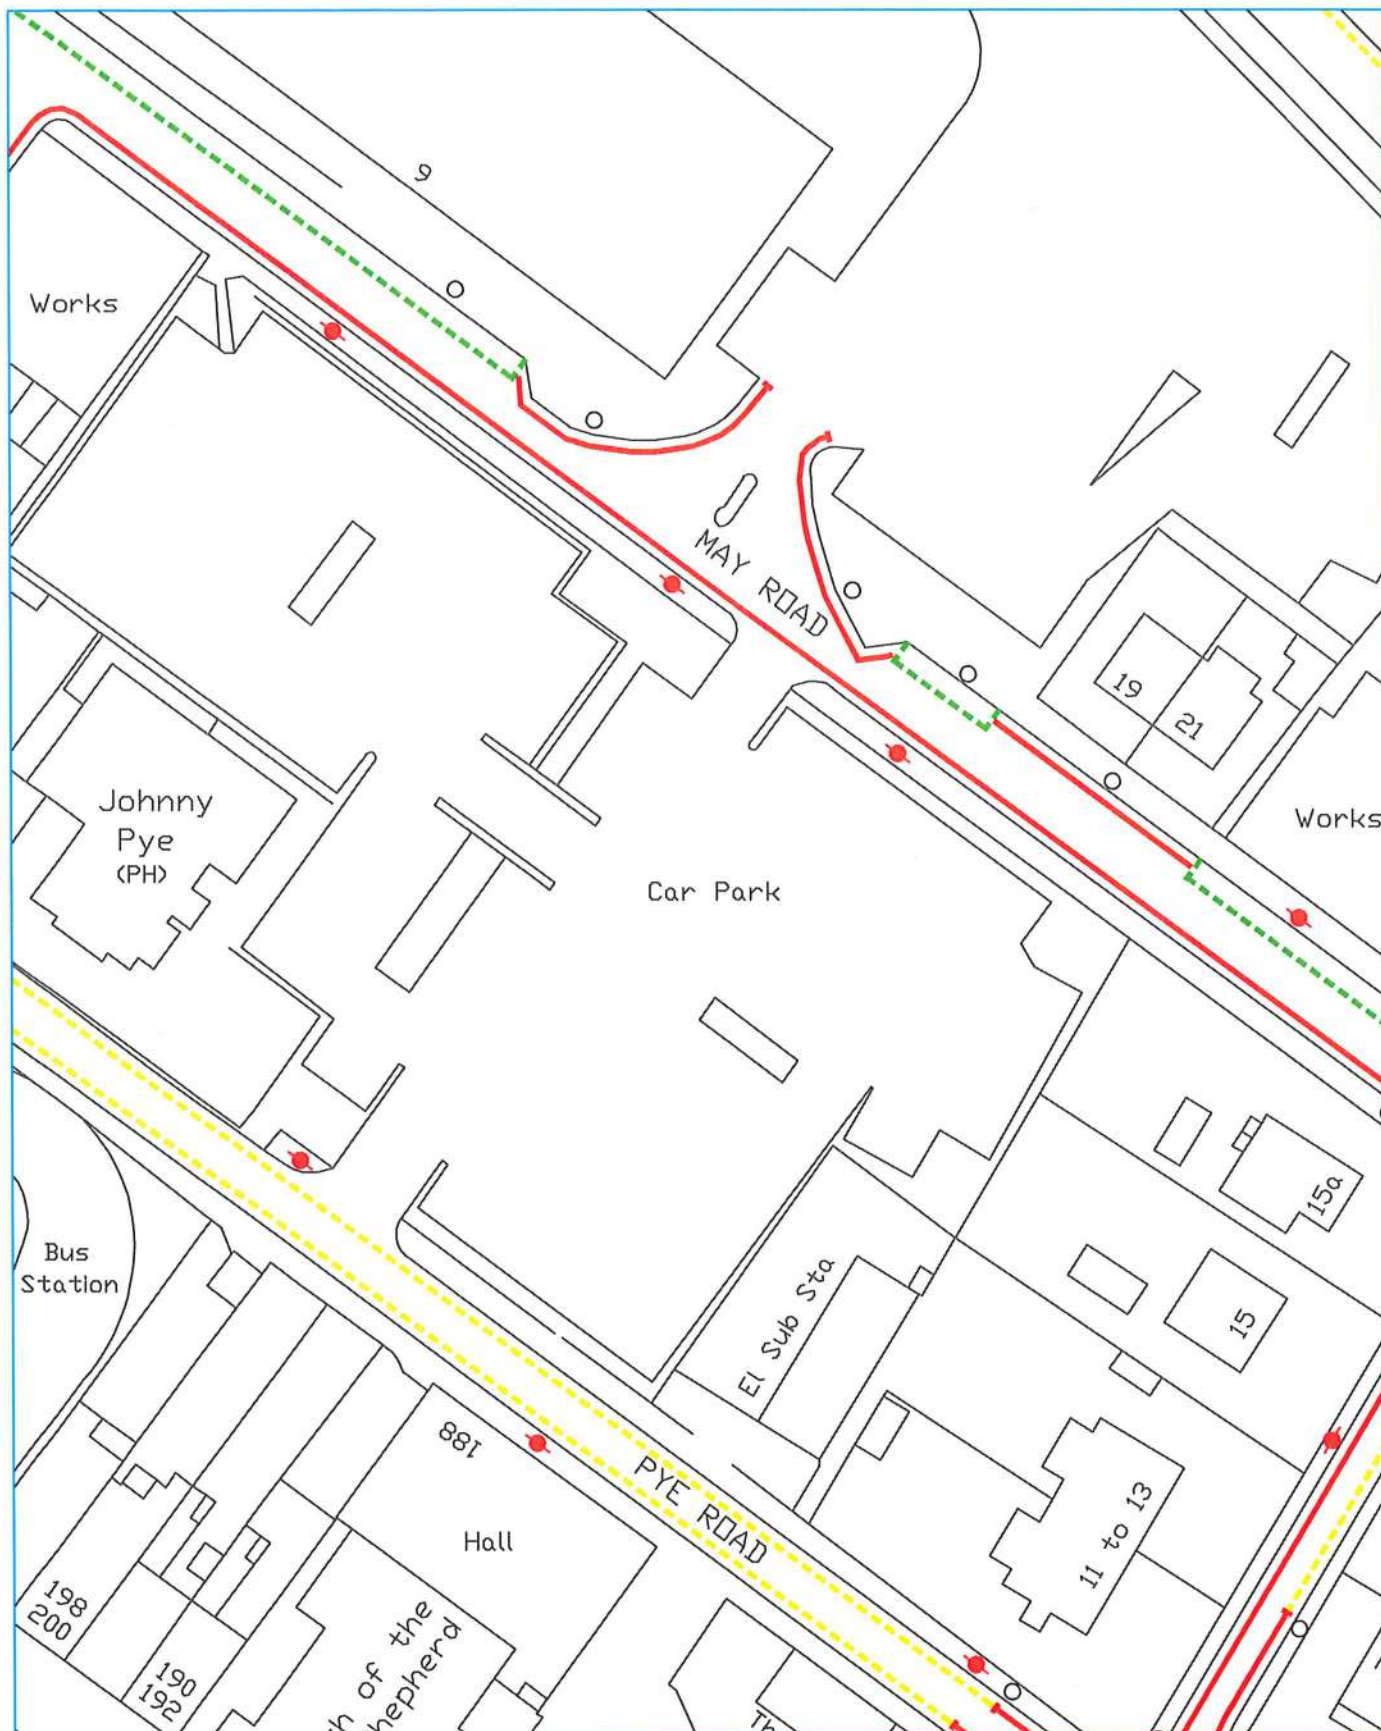 9
Works
MAY ROAD
19
21
Johnny
Pye
(PH)
Works
Car Park
15a
Bus
Station
El Sub Sta
15
188
PYE ROAD
11 to 13
Hall
198
200
of the
190
192